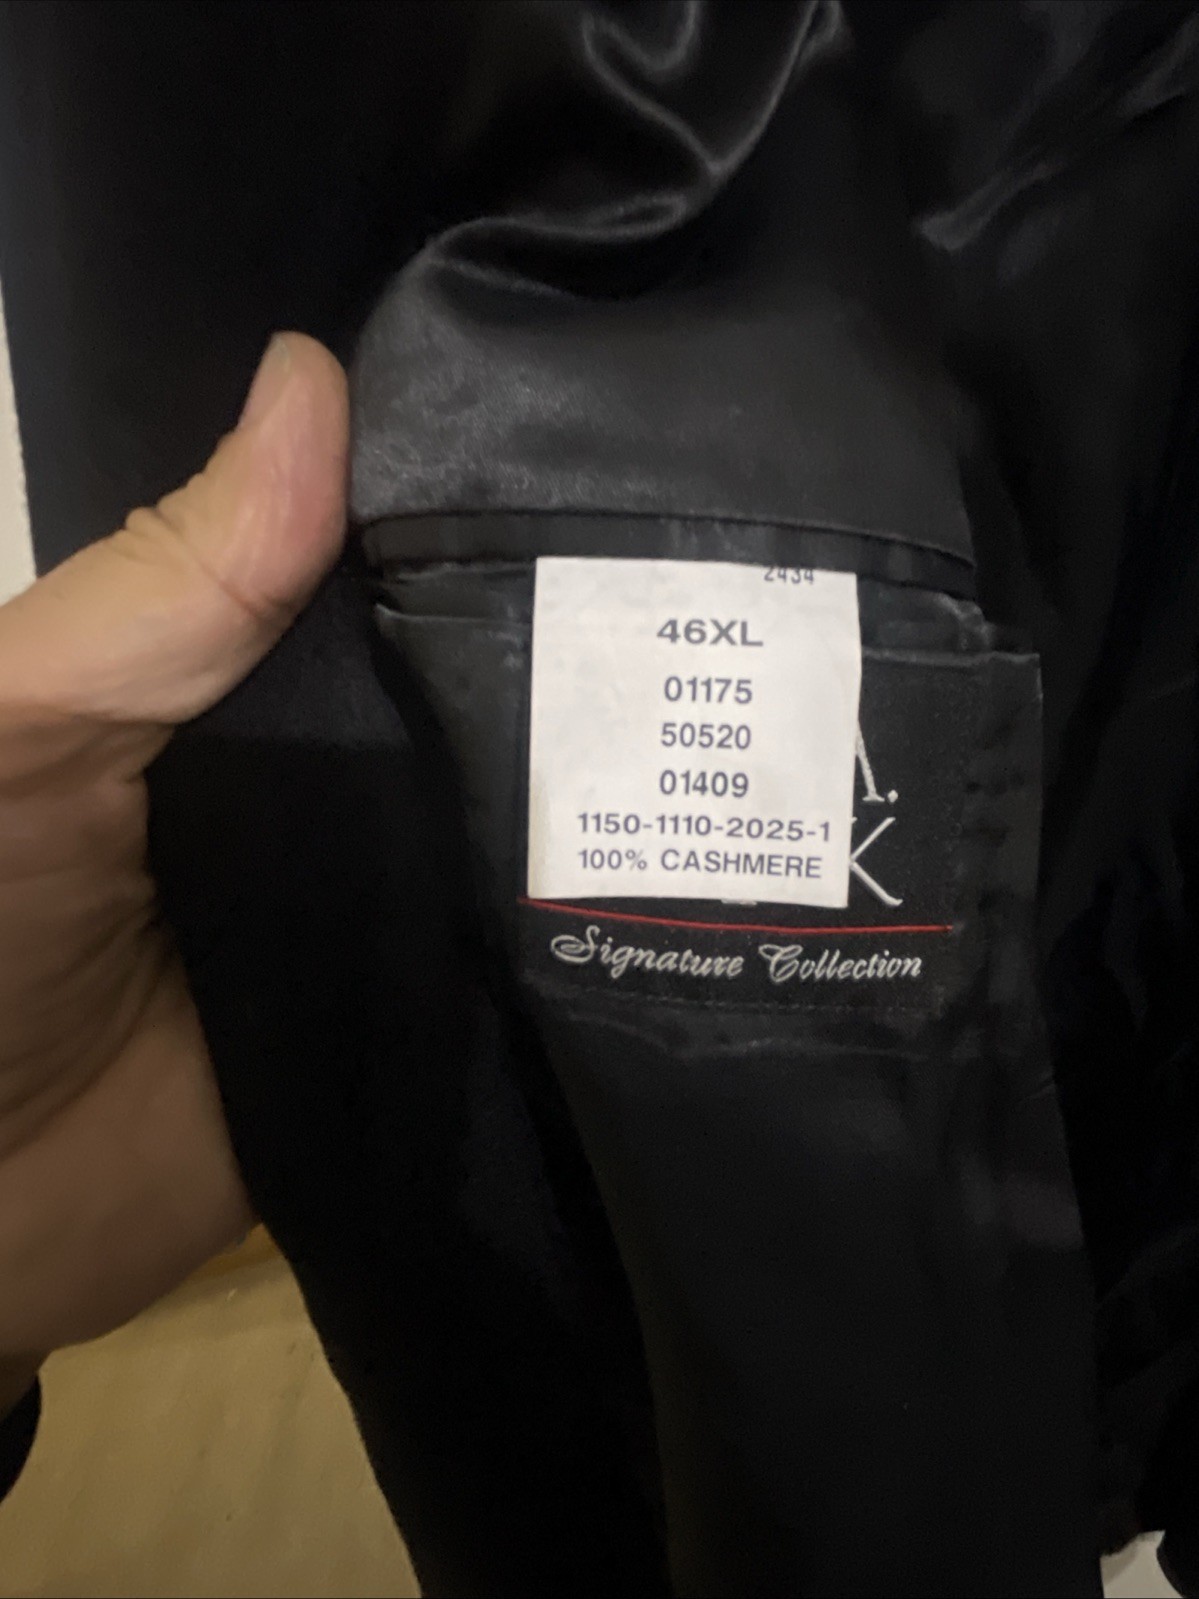 2434
46XL
01175
50520
01409
1150-1110-2025-1
100% CASHMERE
K
Signature Collection